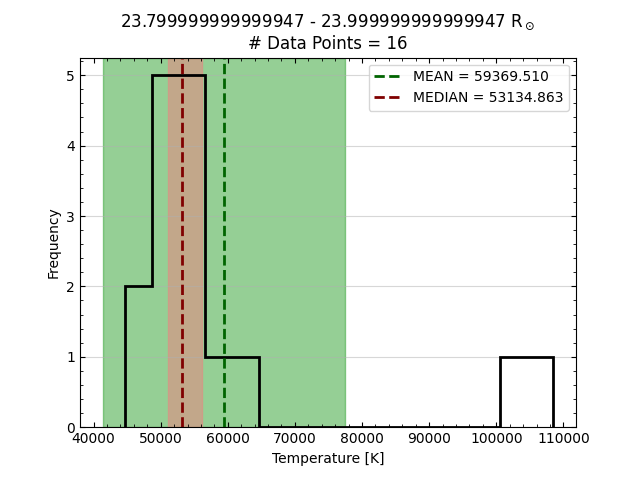 23.799999999999947 - 23.999999999999947 R⊙
# Data Points = 16
MEAN = 59369.510
MEDIAN = 53134.863
Frequency
5
4
3
2
1
0
40000 50000 60000 70000 80000 90000 100000 110000
Temperature [K]